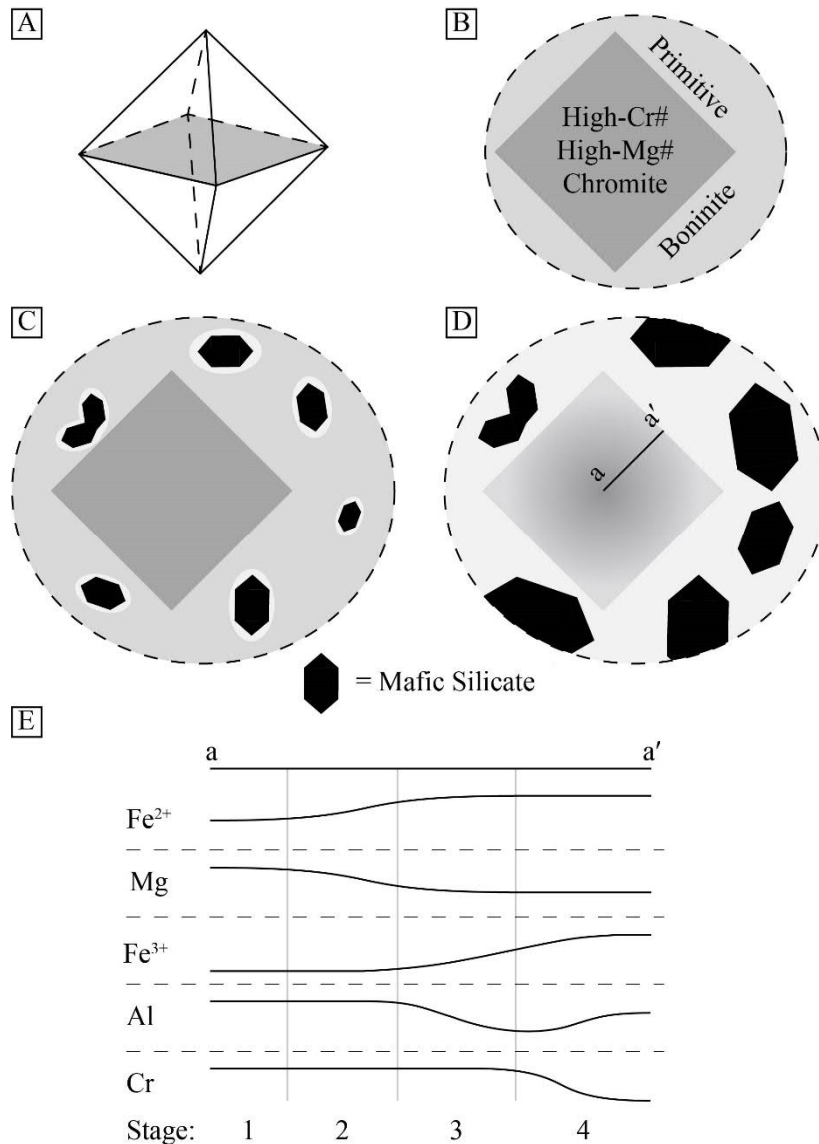 A
B
Primitive
High-Cr#
High-Mg#
Chromite
Boninite
C
D
a
a′
= Mafic Silicate
E
a
a′
Fe2+
Mg
Fe3+
Al
Cr
Stage: 1 2 3 4